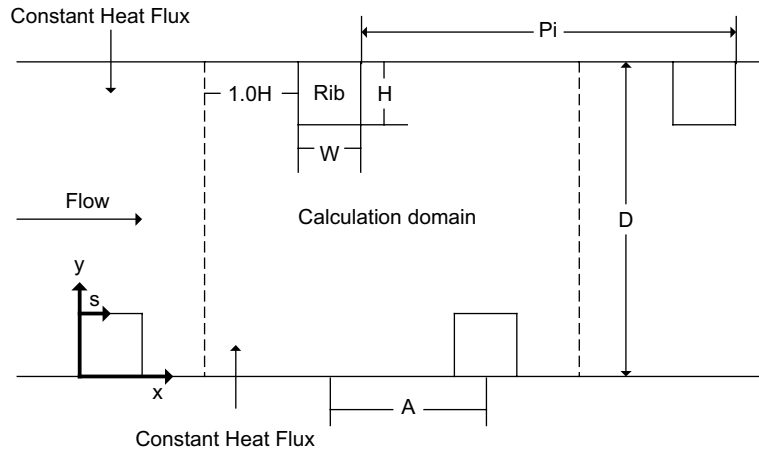 Constant Heat Flux
Pi
1.0H
Rib
H
W
Flow
Calculation domain
D
y
s
x
A
Constant Heat Flux